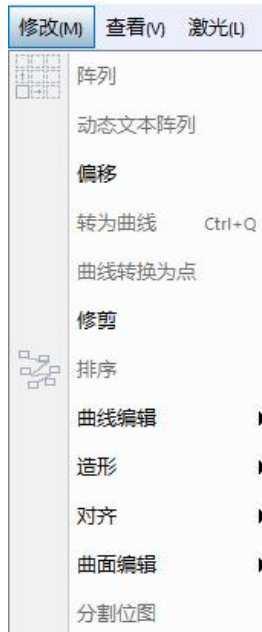 修改(M) 查看(V) 激光(L)
阵列
动态文本阵列
偏移
转为曲线 Ctrl+Q
曲线转换为点
修剪
排序
曲线编辑
造形
对齐
曲面编辑
分割位图